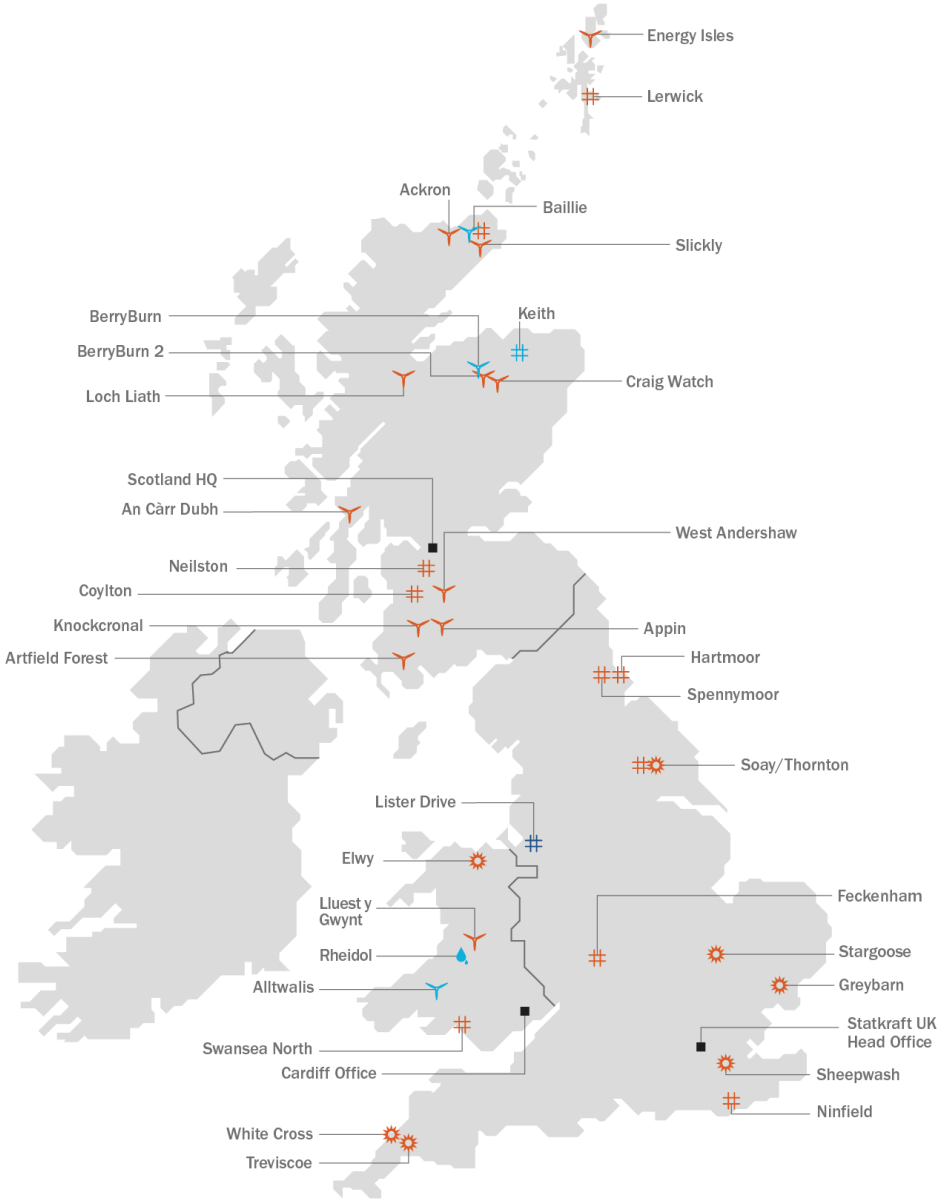 Energy Isles
Lerwick
Ackron
Baillie
Slickly
BerryBurn
Keith
BerryBurn 2
Craig Watch
Loch Liath
Scotland HQ
An Càrr Dubh
West Andershaw
Neilston
Coylton
Knockcronal
Appin
Artfield Forest
Hartmoor
Spennymoor
Soay/Thornton
Lister Drive
Elwy
Feckenham
Lluest y
Gwynt
Stargoose
Rheidol
Greybarn
Alltwalis
Statkraft UK
Head Office
Swansea North
Cardiff Office
Sheepwash
Ninfield
White Cross
Treviscoe